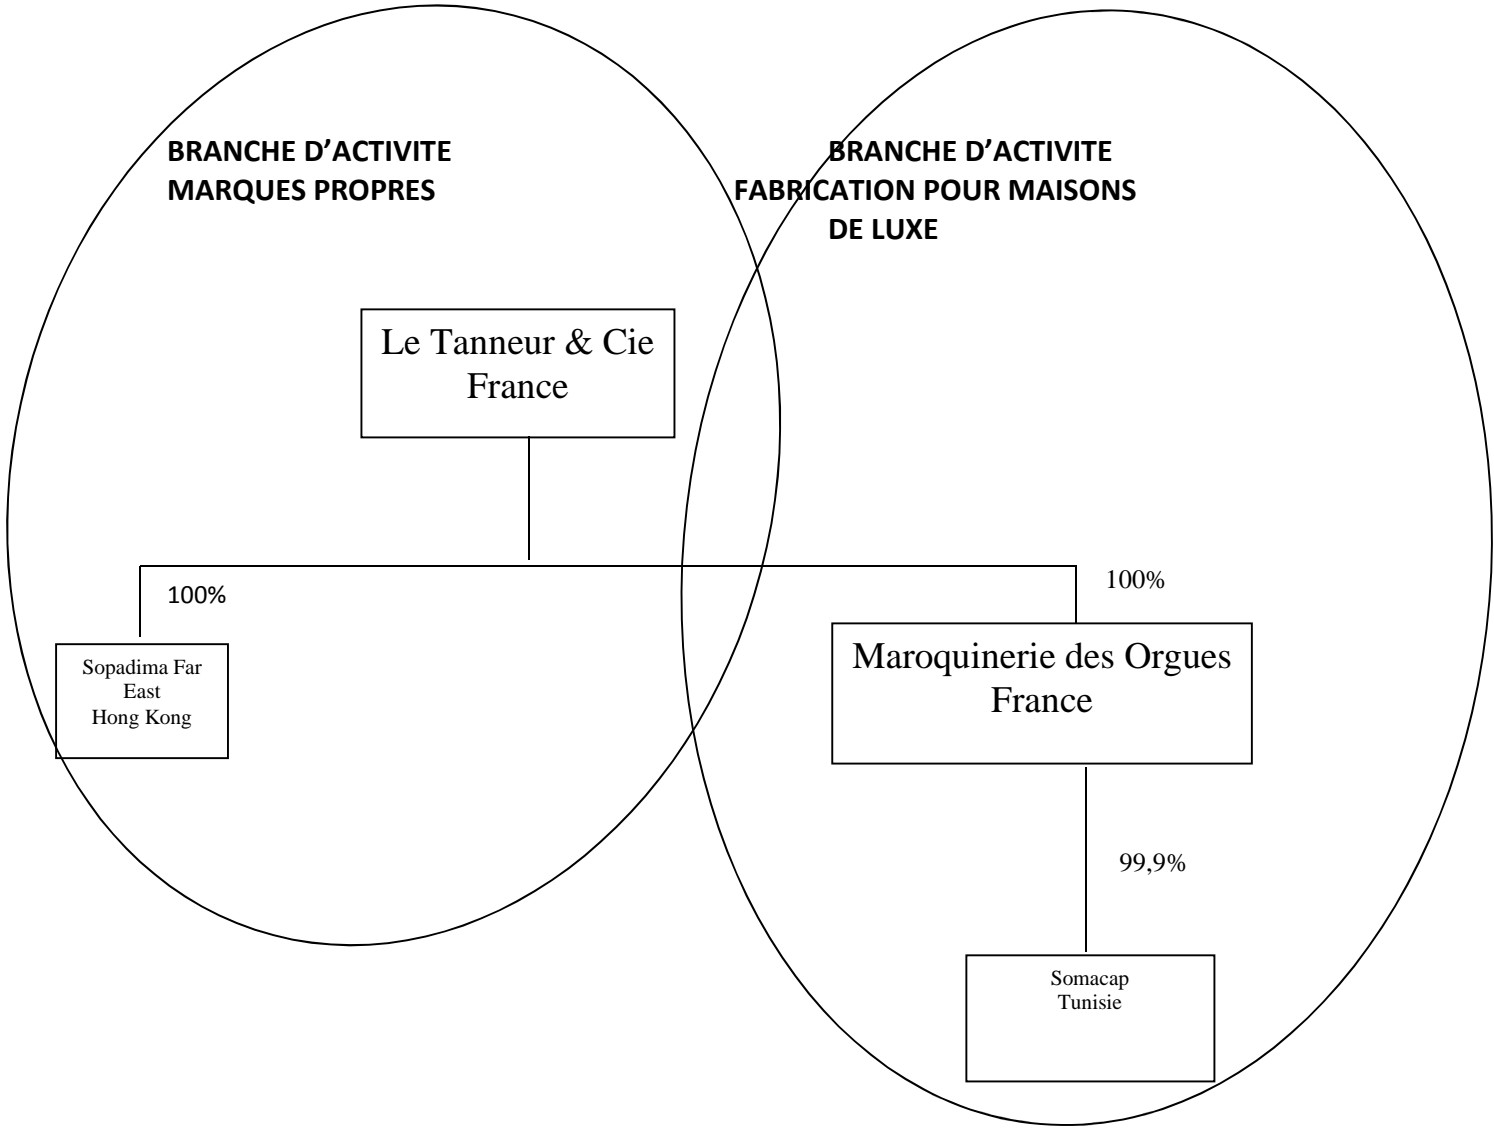 BRANCHE D’ACTIVITE
MARQUES PROPRES
BRANCHE D’ACTIVITE
FABRICATION POUR MAISONS
DE LUXE
Le Tanneur & Cie
France
100%
100%
Sopadima Far
East
Hong Kong
Maroquinerie des Orgues
France
99,9%
Somacap
Tunisie